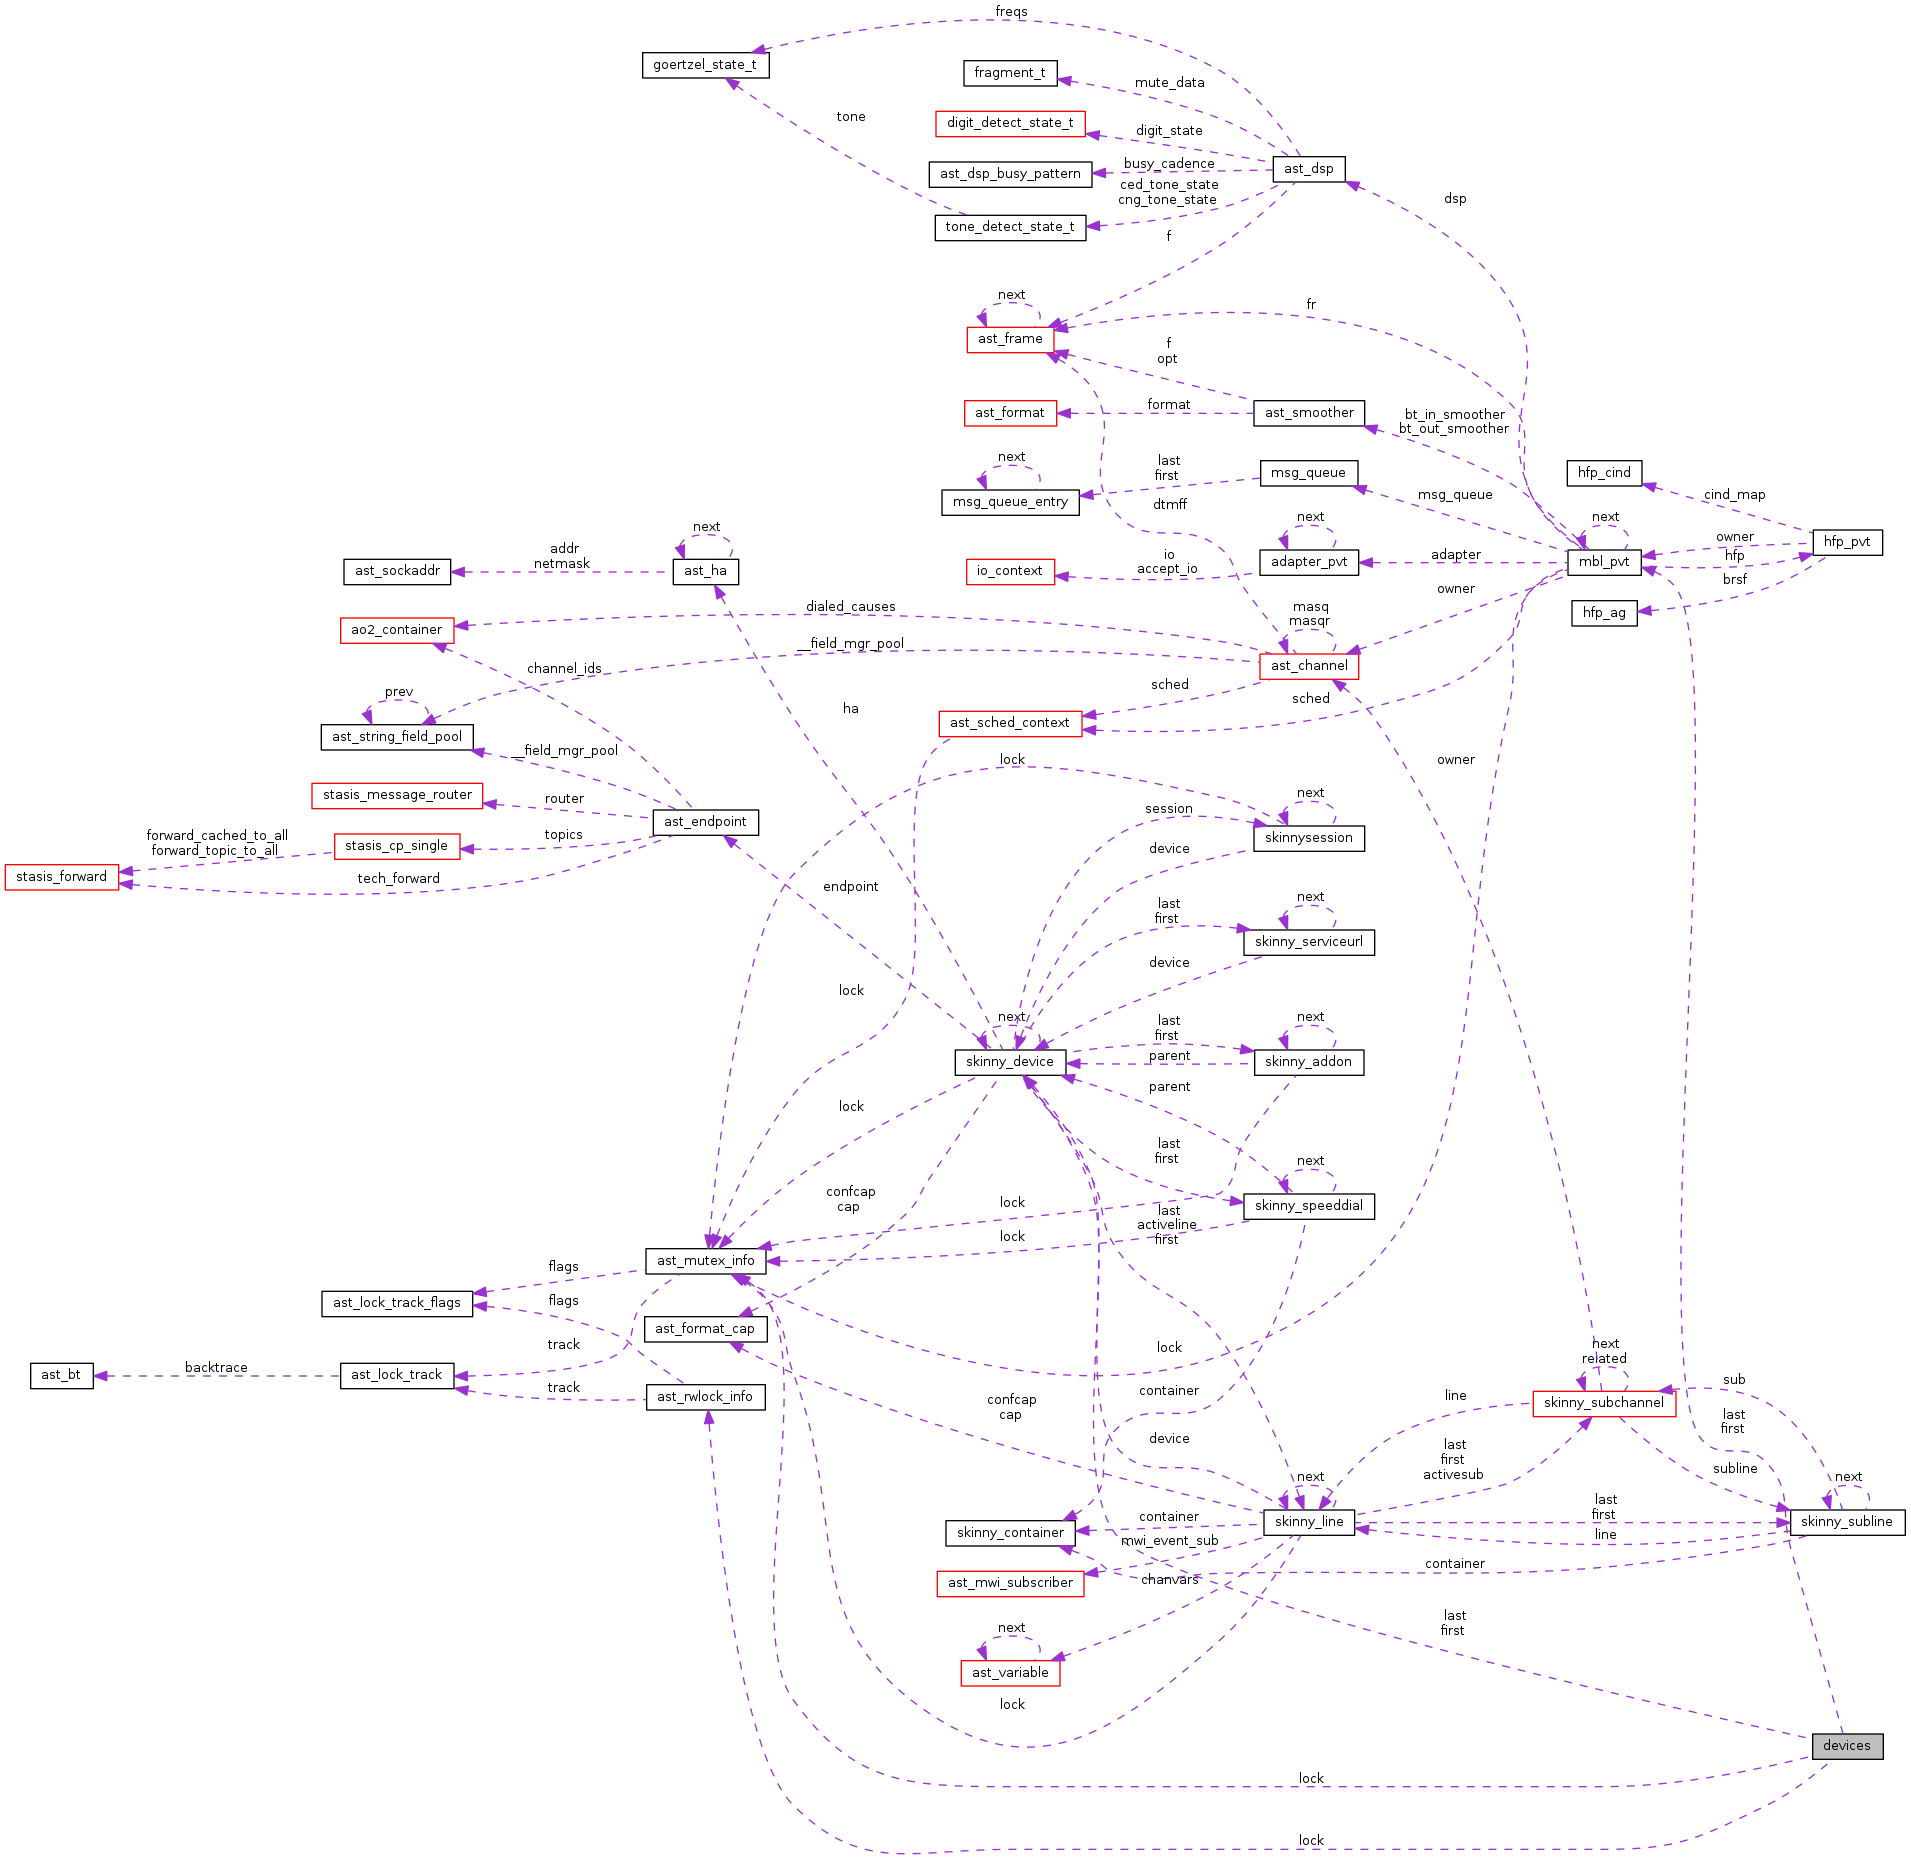 freqs
goertzel_state_t
fragment_t
mute_data
tone
digit_detect_state_t
digit_state
busy_cadence
ast_dsp
ast_dsp_busy_pattern
ced_tone_state
cng_tone_state
dsp
tone_detect_state_t
f
next
fr
ast_frame
f
opt
ast_format
format
ast_smoother
bt_in_smoother
bt_out_smoother
next
last
first
msg_queue
hfp_cind
msg_queue_entry
msg_queue
cind_map
dtmff
next
next
next
addr
netmask
ast_sockaddr
ast_ha
io
accept_io
io_context
adapter_pvt
adapter
mbl_pvt
owner
hfp
hfp_pvt
brsf
owner
hfp_ag
dialed_causes
masq
masqr
ao2_container
__field_mgr_pool
channel_ids
ast_channel
prev
sched
sched
ha
ast_string_field_pool
ast_sched_context
__field_mgr_pool
lock
owner
stasis_message_router
router
next
session
ast_endpoint
skinnysession
forward_cached_to_all
forward_topic_to_all
stasis_cp_single
topics
device
stasis_forward
tech_forward
endpoint
next
last
first
skinny_serviceurl
device
lock
next
last
first
next
skinny_device
parent
skinny_addon
parent
lock
last
first
next
confcap
cap
lock
skinny_speeddial
last
activeline
first
lock
ast_mutex_info
flags
ast_lock_track_flags
flags
ast_format_cap
track
lock
next
related
ast_bt
backtrace
ast_lock_track
track
ast_rwlock_info
container
confcap
cap
line
skinny_subchannel
sub
last
first
device
last
first
activesub
subline
next
next
container
skinny_line
last
first
line
skinny_subline
skinny_container
mwi_event_sub
container
ast_mwi_subscriber
chanvars
last
first
next
ast_variable
lock
devices
lock
lock